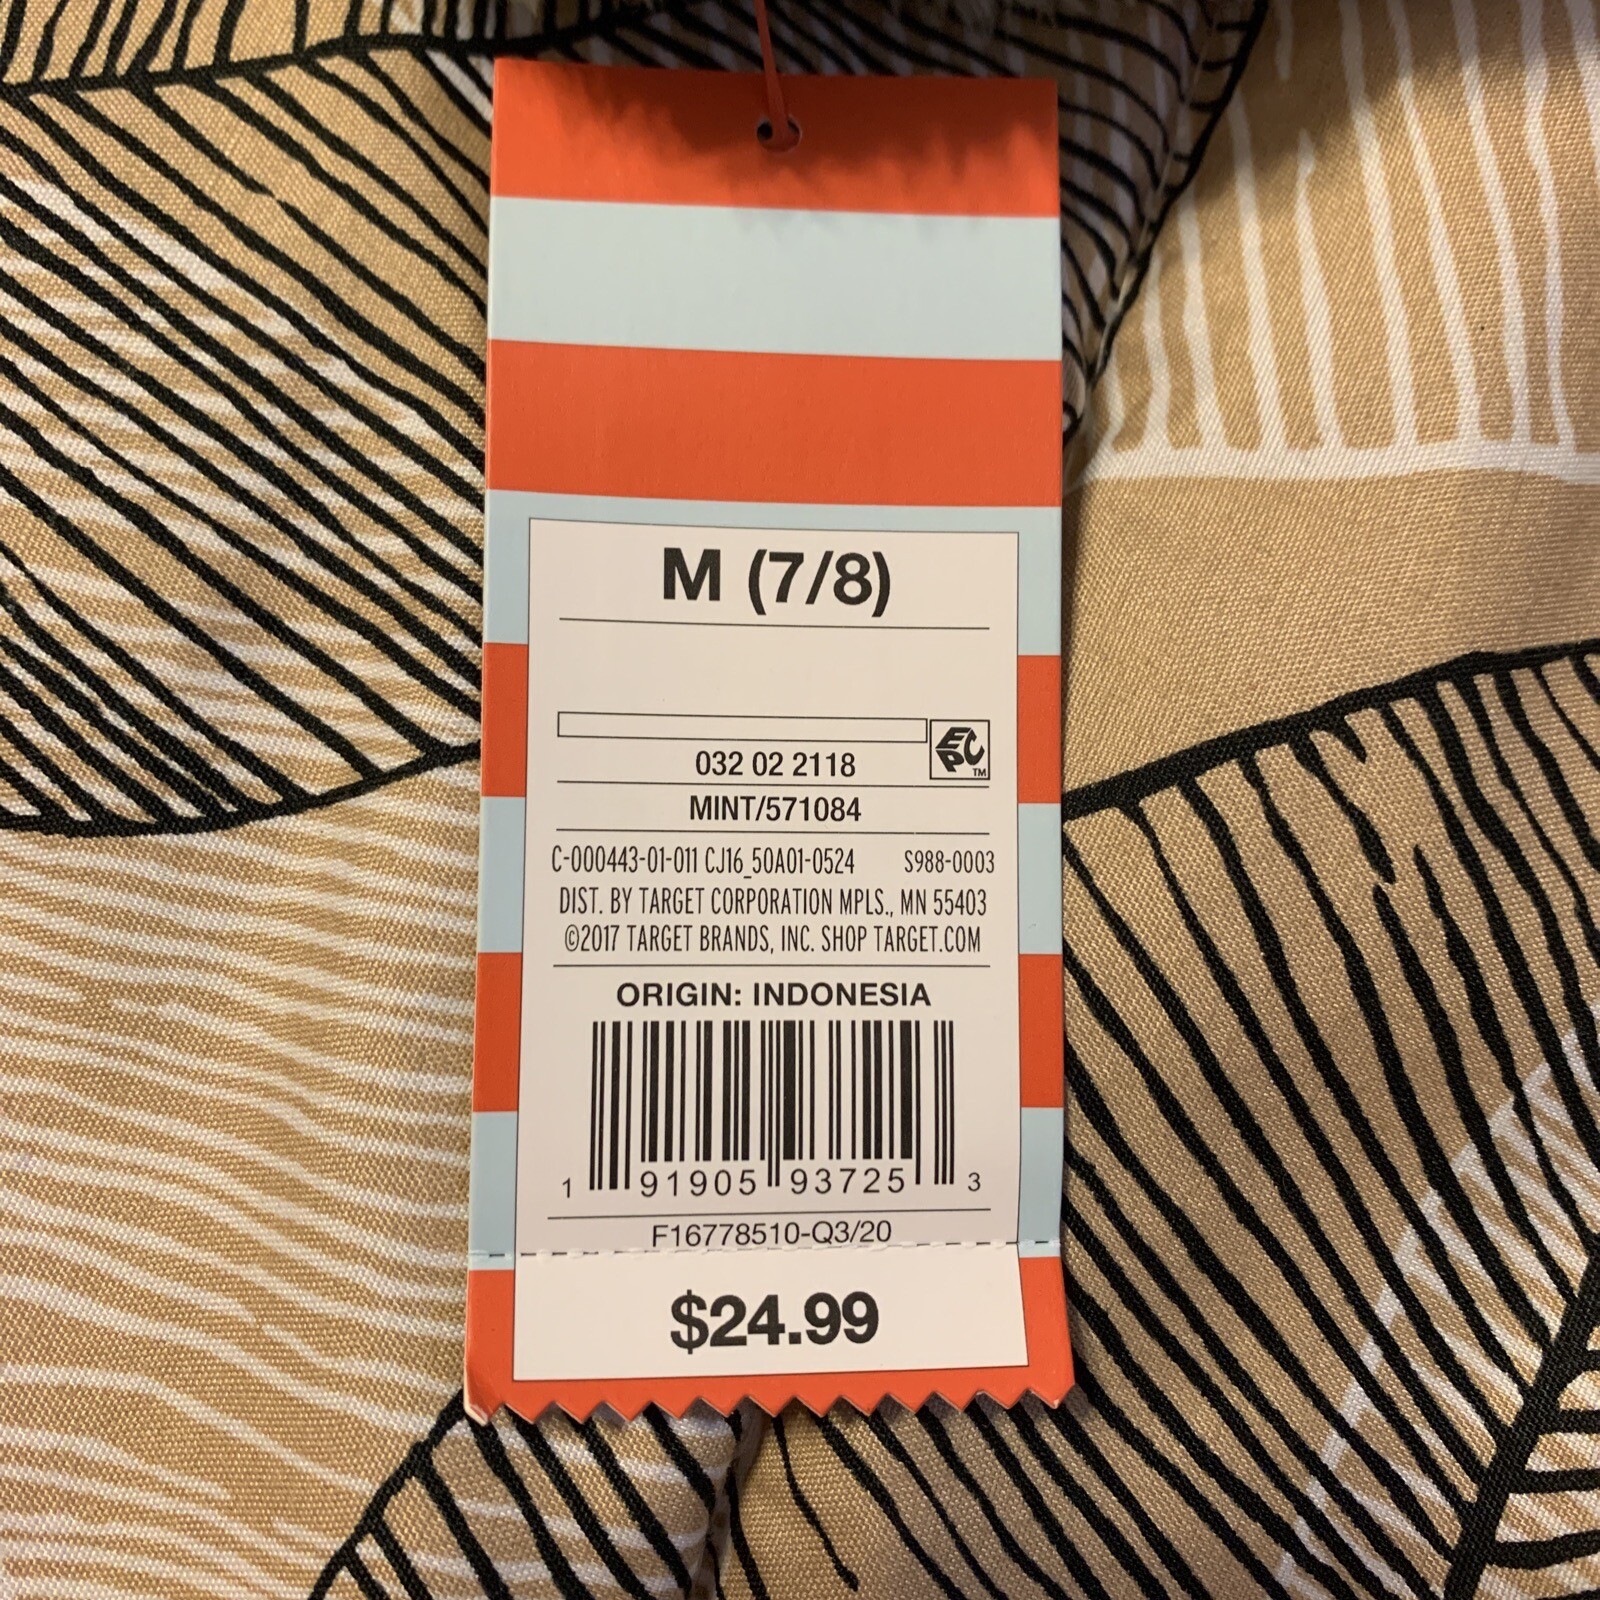 M (7/8)
EPC TM
032 02 2118
MINT/571084
C-000443-01-011 CJ16_50A01-0524 S988-0003
DIST. BY TARGET CORPORATION MPLS., MN 55403
©2017 TARGET BRANDS, INC. SHOP TARGET.COM
ORIGIN: INDONESIA
1 91905 93725 3
F16778510-Q3/20
$24.99